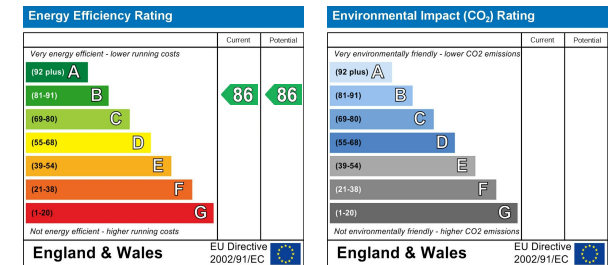 Energy Efficiency Rating
Current Potential
Very energy efficient - lower running costs
(92 plus) A
(81-91) B 86 86
(69-80) C
(55-68) D
(39-54) E
(21-38) F
(1-20) G
Not energy efficient - higher running costs
England & Wales
EU Directive
2002/91/EC
Environmental Impact (CO₂) Rating
Current Potential
Very environmentally friendly - lower CO2 emissions
(92 plus) A
(81-91) B
(69-80) C
(55-68) D
(39-54) E
(21-38) F
(1-20) G
Not environmentally friendly - higher CO2 emissions
England & Wales
EU Directive
2002/91/EC